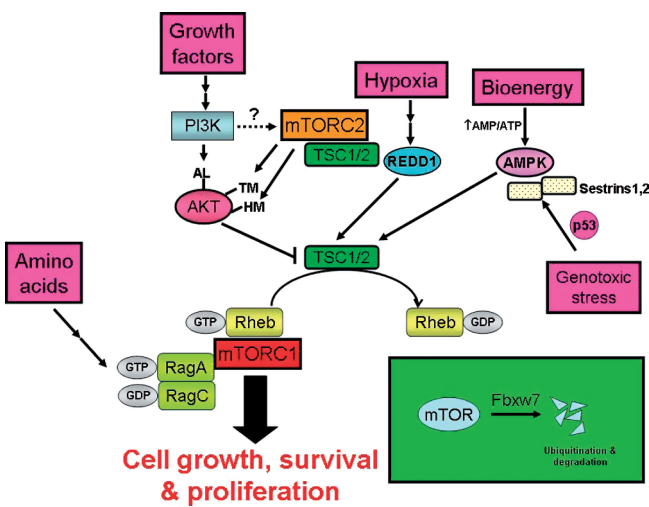 Growth
factors
Hypoxia
Bioenergy
PI3K
?
mTORC2
↑AMP/ATP
TSC1/2
REDD1
AMPK
AL
TM
HM
AKT
Sestrins1,2
p53
Amino
acids
TSC1/2
Genotoxic
stress
GTP
Rheb
Rheb
GDP
mTORC1
GTP
RagA
GDP
RagC
mTOR
Fbxw7
Ubiquitination &
degradation
Cell growth, survival
& proliferation